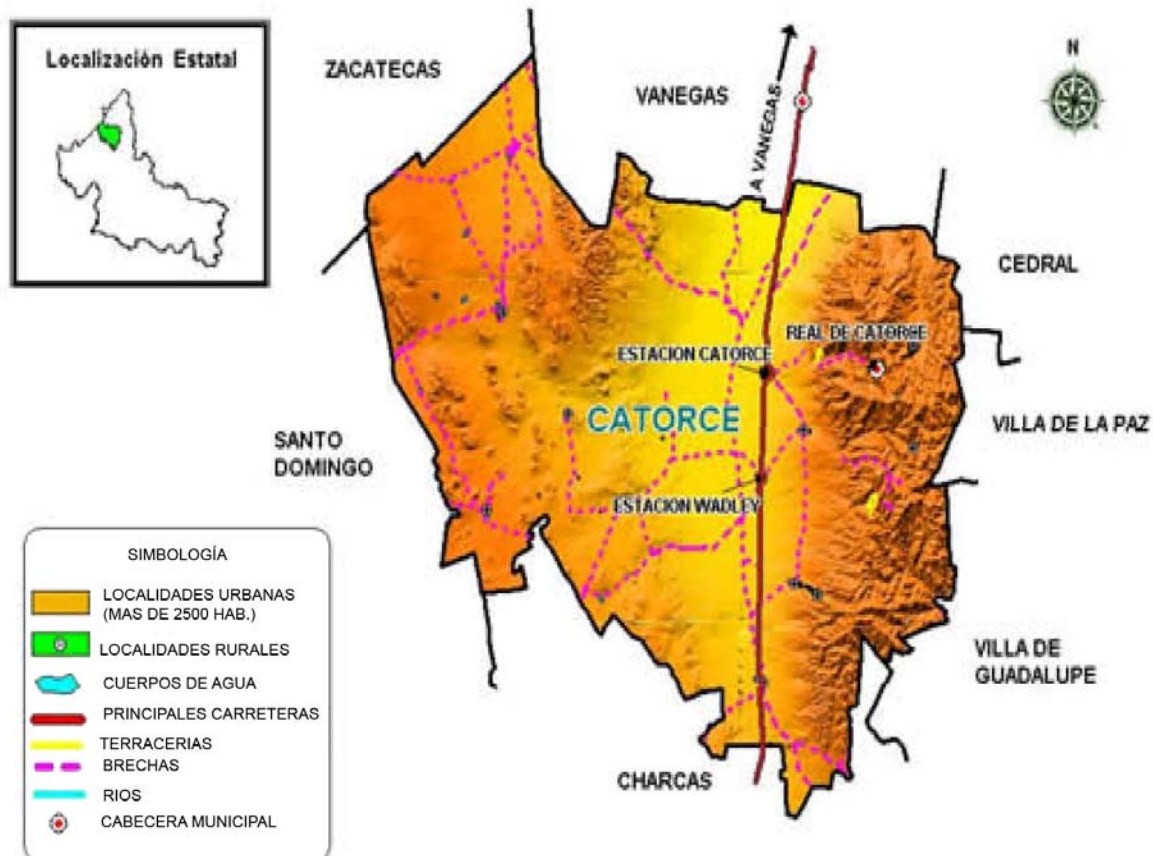 Localización Estatal
ZACATECAS
VANEGAS
A VANEGAS
N
CEDRAL
REAL DE CATORCE
ESTACION CATORCE
CATORCE
VILLA DE LA PAZ
SANTO
DOMINGO
ESTACION WADLEY
VILLA DE
GUADALUPE
CHARCAS
SIMBOLOGÍA
LOCALIDADES URBANAS
(MAS DE 2500 HAB.)
LOCALIDADES RURALES
CUERPOS DE AGUA
PRINCIPALES CARRETERAS
TERRACERIAS
BRECHAS
RIOS
CABECERA MUNICIPAL